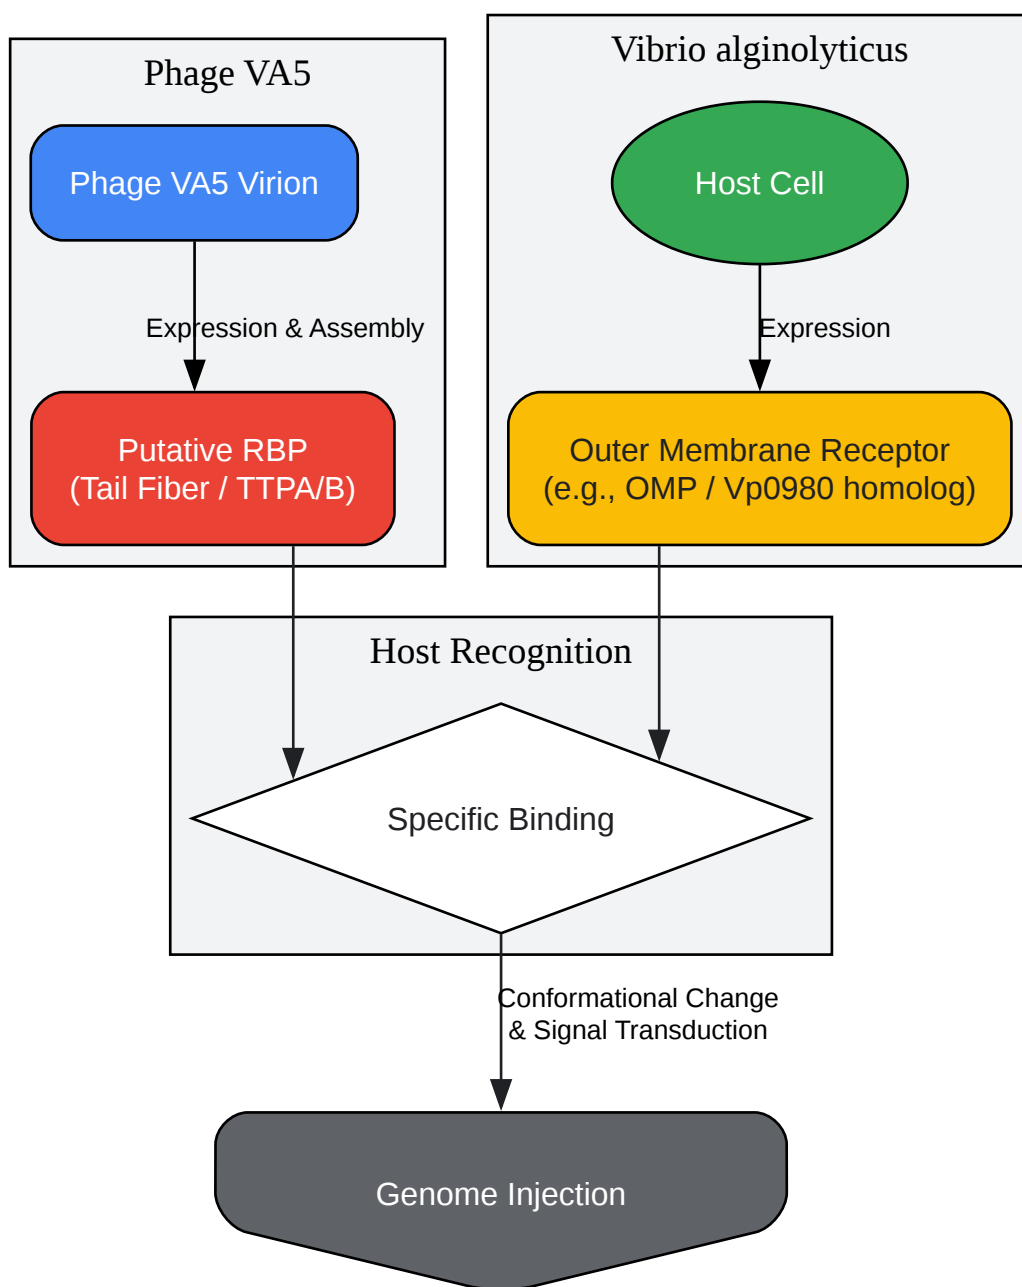 Phage VA5
Vibrio alginolyticus
Phage VA5 Virion
Host Cell
Expression & Assembly
Expression
Putative RBP
(Tail Fiber / TTPA/B)
Outer Membrane Receptor
(e.g., OMP / Vp0980 homolog)
Host Recognition
Specific Binding
Conformational Change
& Signal Transduction
Genome Injection